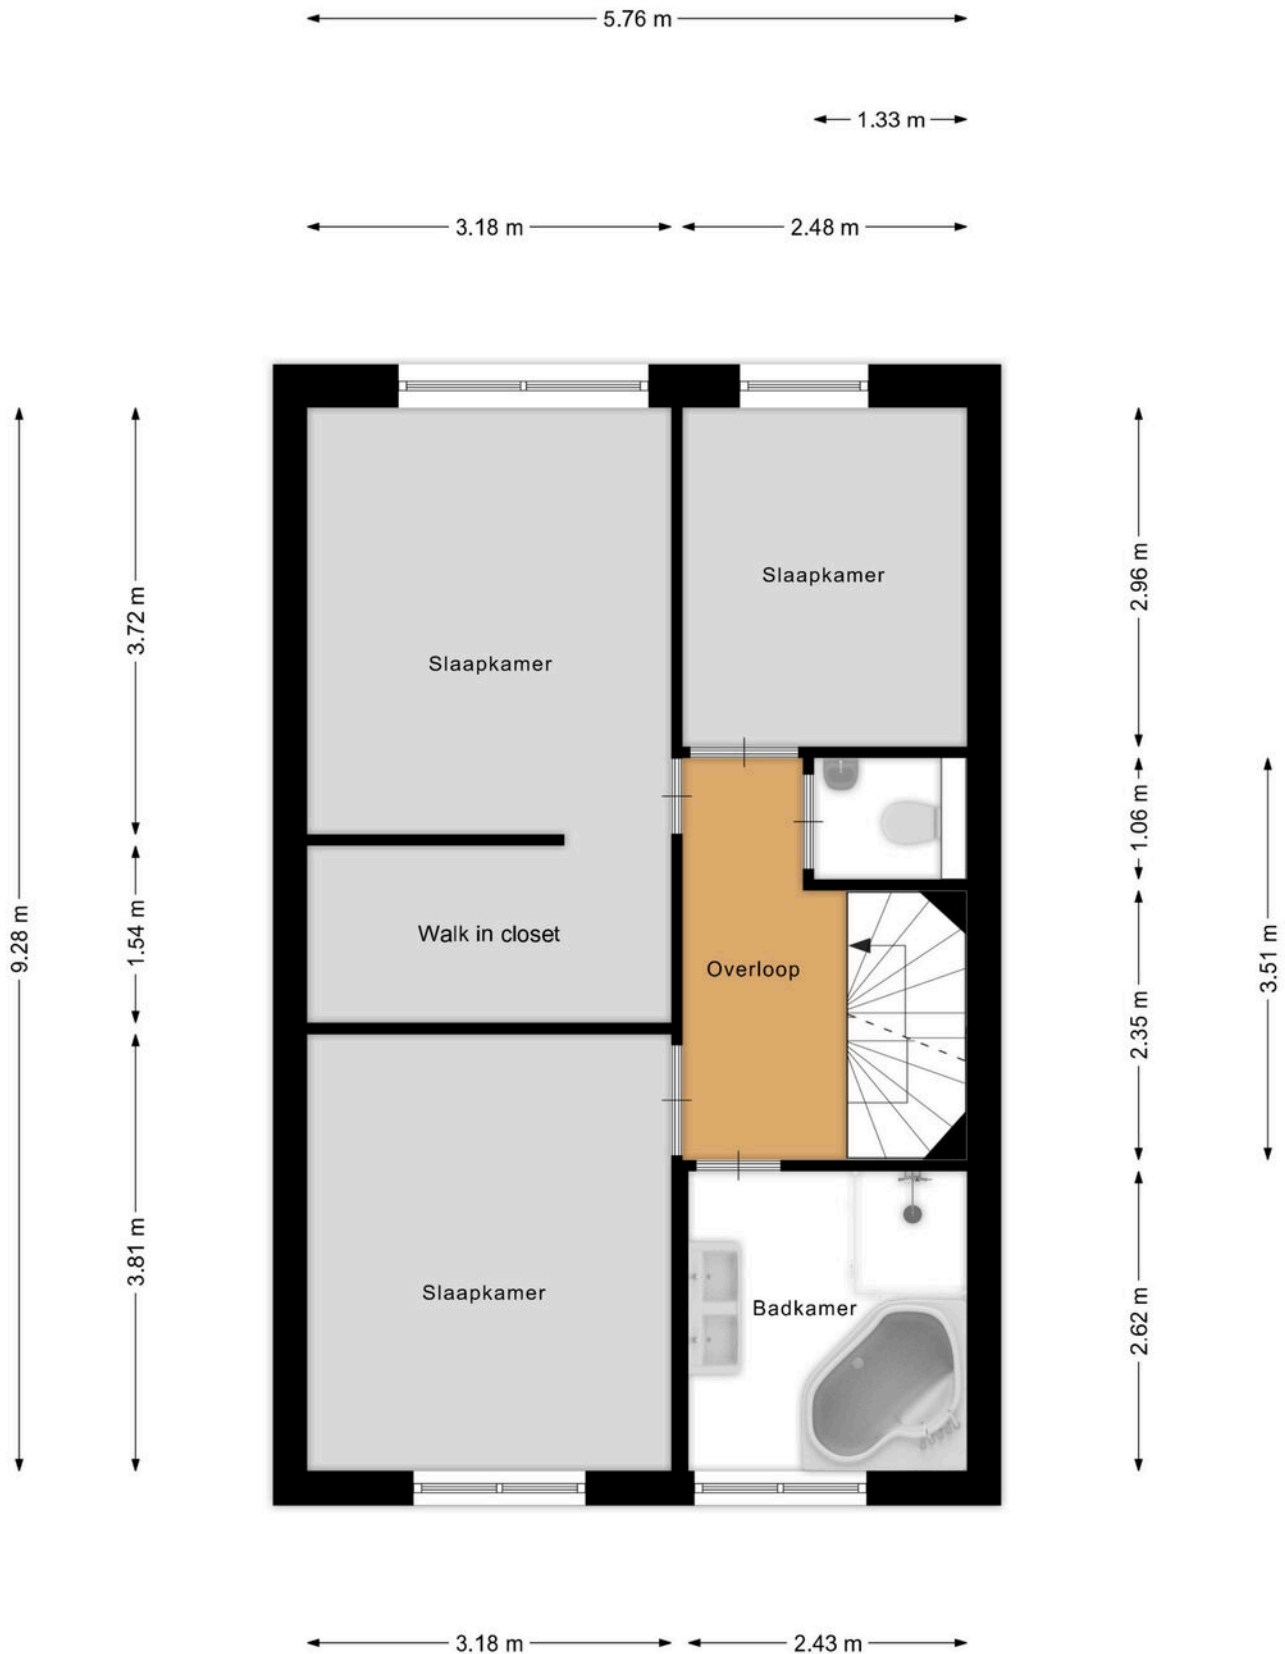 5.76 m
1.33 m
3.18 m
2.48 m
Slaapkamer
2.96 m
3.72 m
Slaapkamer
1.06 m
9.28 m
1.54 m
Walk in closet
Overloop
3.51 m
2.35 m
3.81 m
Slaapkamer
Badkamer
2.62 m
3.18 m
2.43 m